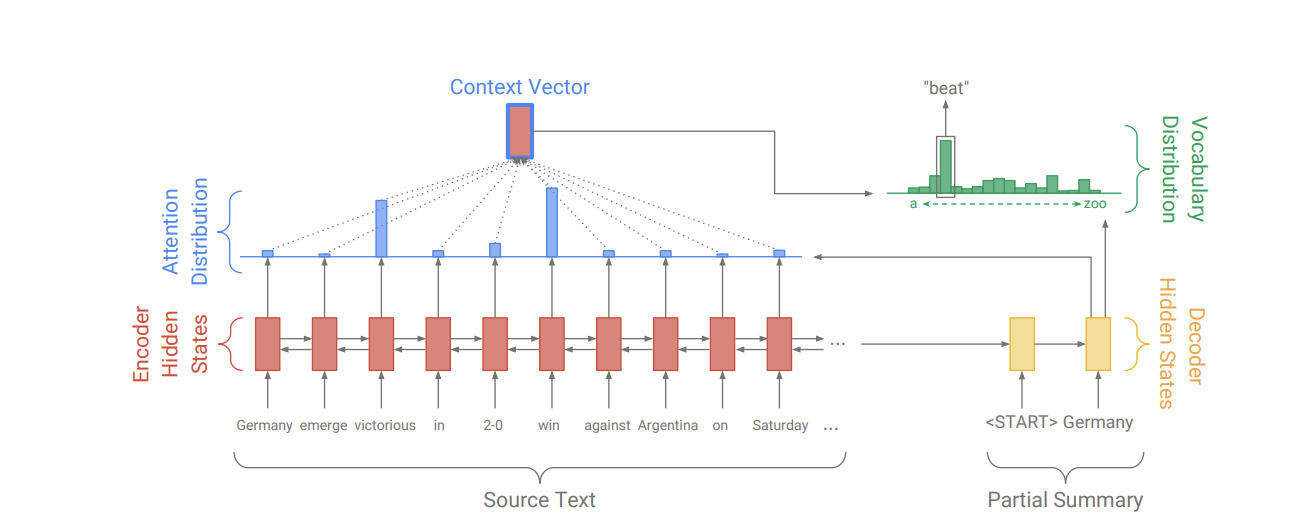 Context Vector
"beat"
Vocabulary
Distribution
Attention
Distribution
a
zoo
Encoder
Hidden
States
...
Decoder
Hidden States
Germany emerge victorious in 2-0 win against Argentina on Saturday ...
<START> Germany
Source Text
Partial Summary